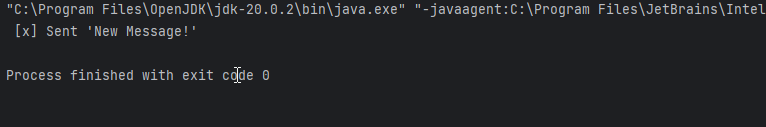 "C:\Program Files\OpenJDK\jdk-20.0.2\bin\java.exe" "-javaagent:C:\Program Files\JetBrains\Intel
[x] Sent 'New Message!'
Process finished with exit code 0